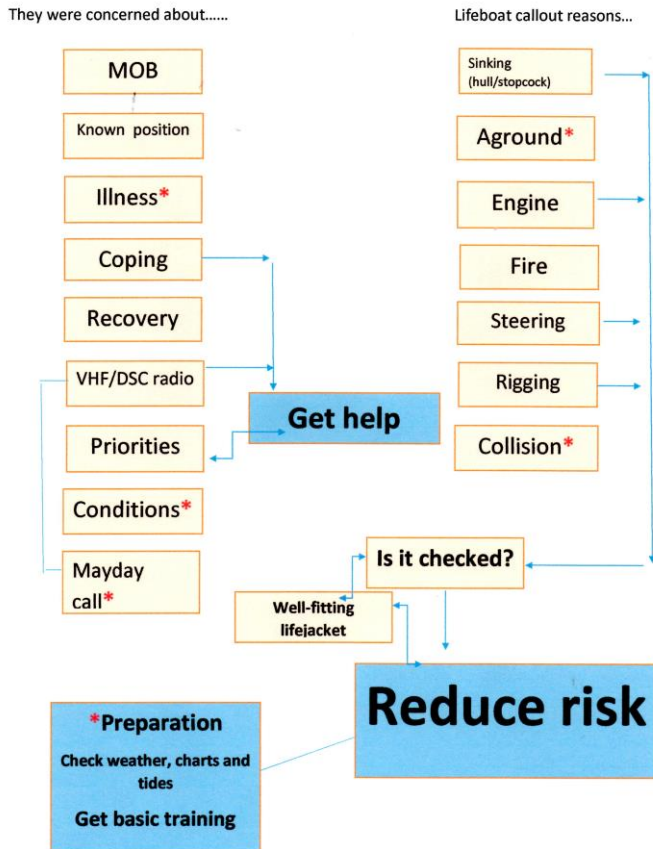 They were concerned about......
MOB
Known position
Illness*
Coping
Recovery
VHF/DSC radio
Priorities
Conditions*
Mayday
call*
Lifeboat callout reasons...
Sinking
(hull/stopcock)
Aground*
Engine
Fire
Steering
Rigging
Collision*
Get help
Is it checked?
Well-fitting
lifejacket
Reduce risk
*Preparation
Check weather, charts and
tides
Get basic training